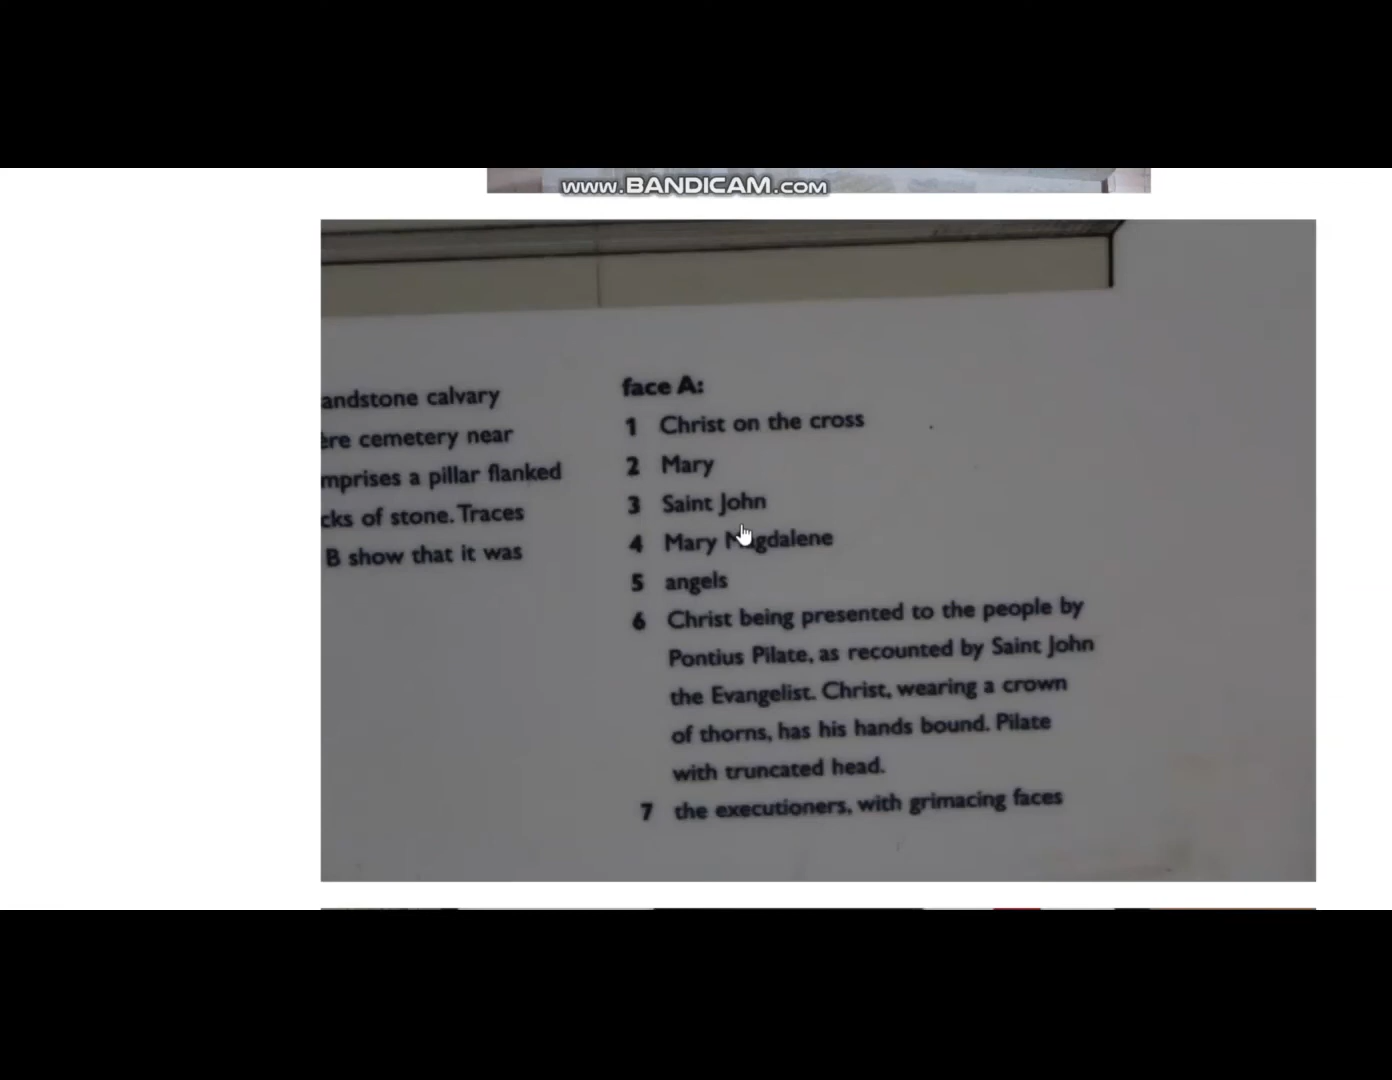 www.BANDICAM.com
andstone calvary
ère cemetery near
mprises a pillar flanked
cks of stone. Traces
B show that it was
face A:
1 Christ on the cross
2 Mary
3 Saint John
4 Mary Magdalene
5 angels
6 Christ being presented to the people by
Pontius Pilate, as recounted by Saint John
the Evangelist. Christ, wearing a crown
of thorns, has his hands bound. Pilate
with truncated head.
7 the executioners, with grimacing faces